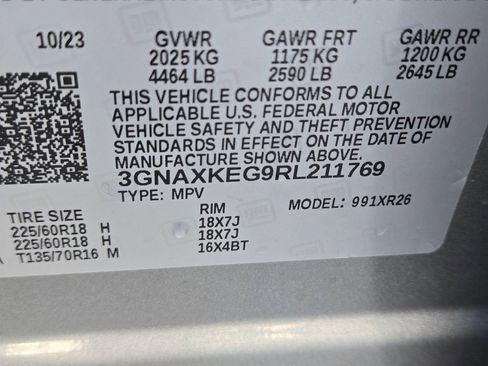 10/23 GVWR GAWR FRT GAWR RR
2025 KG 1175 KG 1200 KG
4464 LB 2590 LB 2645 LB
THIS VEHICLE CONFORMS TO ALL
APPLICABLE U.S. FEDERAL MOTOR
VEHICLE SAFETY AND THEFT PREVENTION
STANDARDS IN EFFECT ON THE DATE OF
MANUFACTURE SHOWN ABOVE.
3GNAXKEG9RL211769
TYPE: MPV MODEL: 991XR26
TIRE SIZE RIM
225/60R18 H 18X7J
225/60R18 H 18X7J
T135/70R16 M 16X4BT